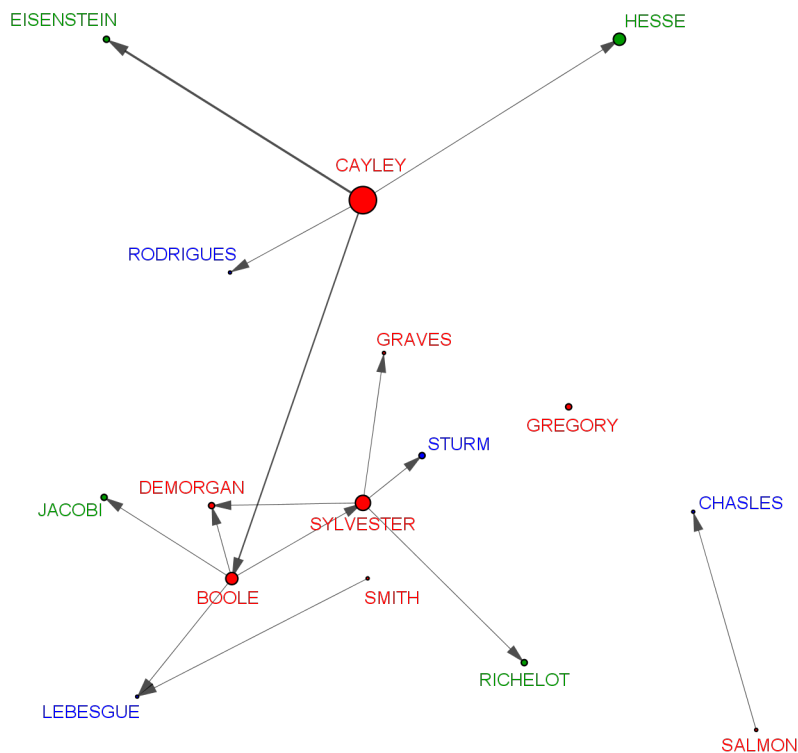 EISENSTEIN
HESSE
CAYLEY
RODRIGUES
GRAVES
GREGORY
STURM
DEMORGAN
CHASLES
JACOBI
SYLVESTER
BOOLE
SMITH
RICHELOT
LEBESGUE
SALMON